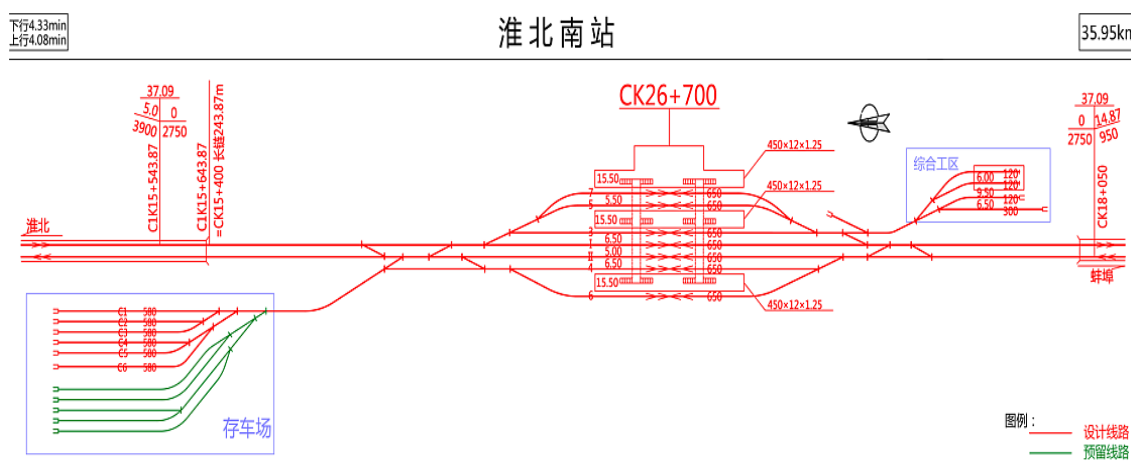 下行4.33min
上行4.08min
淮北南站
35.95km
37.09
5.0 0
3900 2750
C1K15+543.87
C1K15+643.87
=CK15+400 长链243.87m
CK26+700
450×12×1.25
15.50
7 650
5.50
5 650
450×12×1.25
15.50
3 650
6.50
I 650
5.00
II 650
6.50
4 650
15.50
6 650
450×12×1.25
综合工区
120
6.00
120
9.50
120
6.50
300
37.09
0 14.87
2750 950
CK18+050
淮北
蚌埠
C1 580
C2 580
C3 580
C4 580
C5 580
C6 580
存车场
图例：
设计线路
预留线路